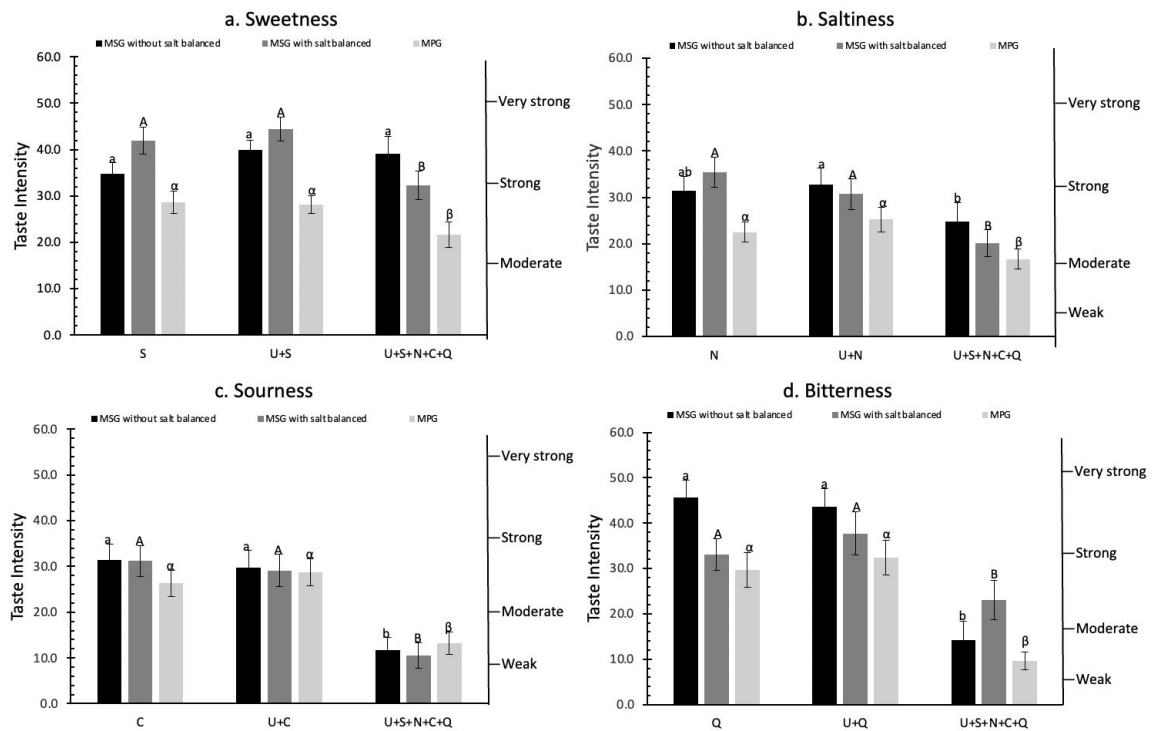 a. Sweetness
MSG without salt balanced MSG with salt balanced MPG
60.0
50.0
40.0
30.0
20.0
10.0
0.0
Taste Intensity
a A α
a A α
a B β
Very strong
Strong
Moderate
S U+S U+S+N+C+Q
b. Saltiness
MSG without salt balanced MSG with salt balanced MPG
60.0
50.0
40.0
30.0
20.0
10.0
0.0
Taste Intensity
ab A α
a A α
b B β
Very strong
Strong
Moderate
Weak
N U+N U+S+N+C+Q
c. Sourness
MSG without salt balanced MSG with salt balanced MPG
60.0
50.0
40.0
30.0
20.0
10.0
0.0
Taste Intensity
a A α
a A α
b B β
Very strong
Strong
Moderate
Weak
C U+C U+S+N+C+Q
d. Bitterness
MSG without salt balanced MSG with salt balanced MPG
60.0
50.0
40.0
30.0
20.0
10.0
0.0
Taste Intensity
a A α
a A α
b B β
Very strong
Strong
Moderate
Weak
Q U+Q U+S+N+C+Q